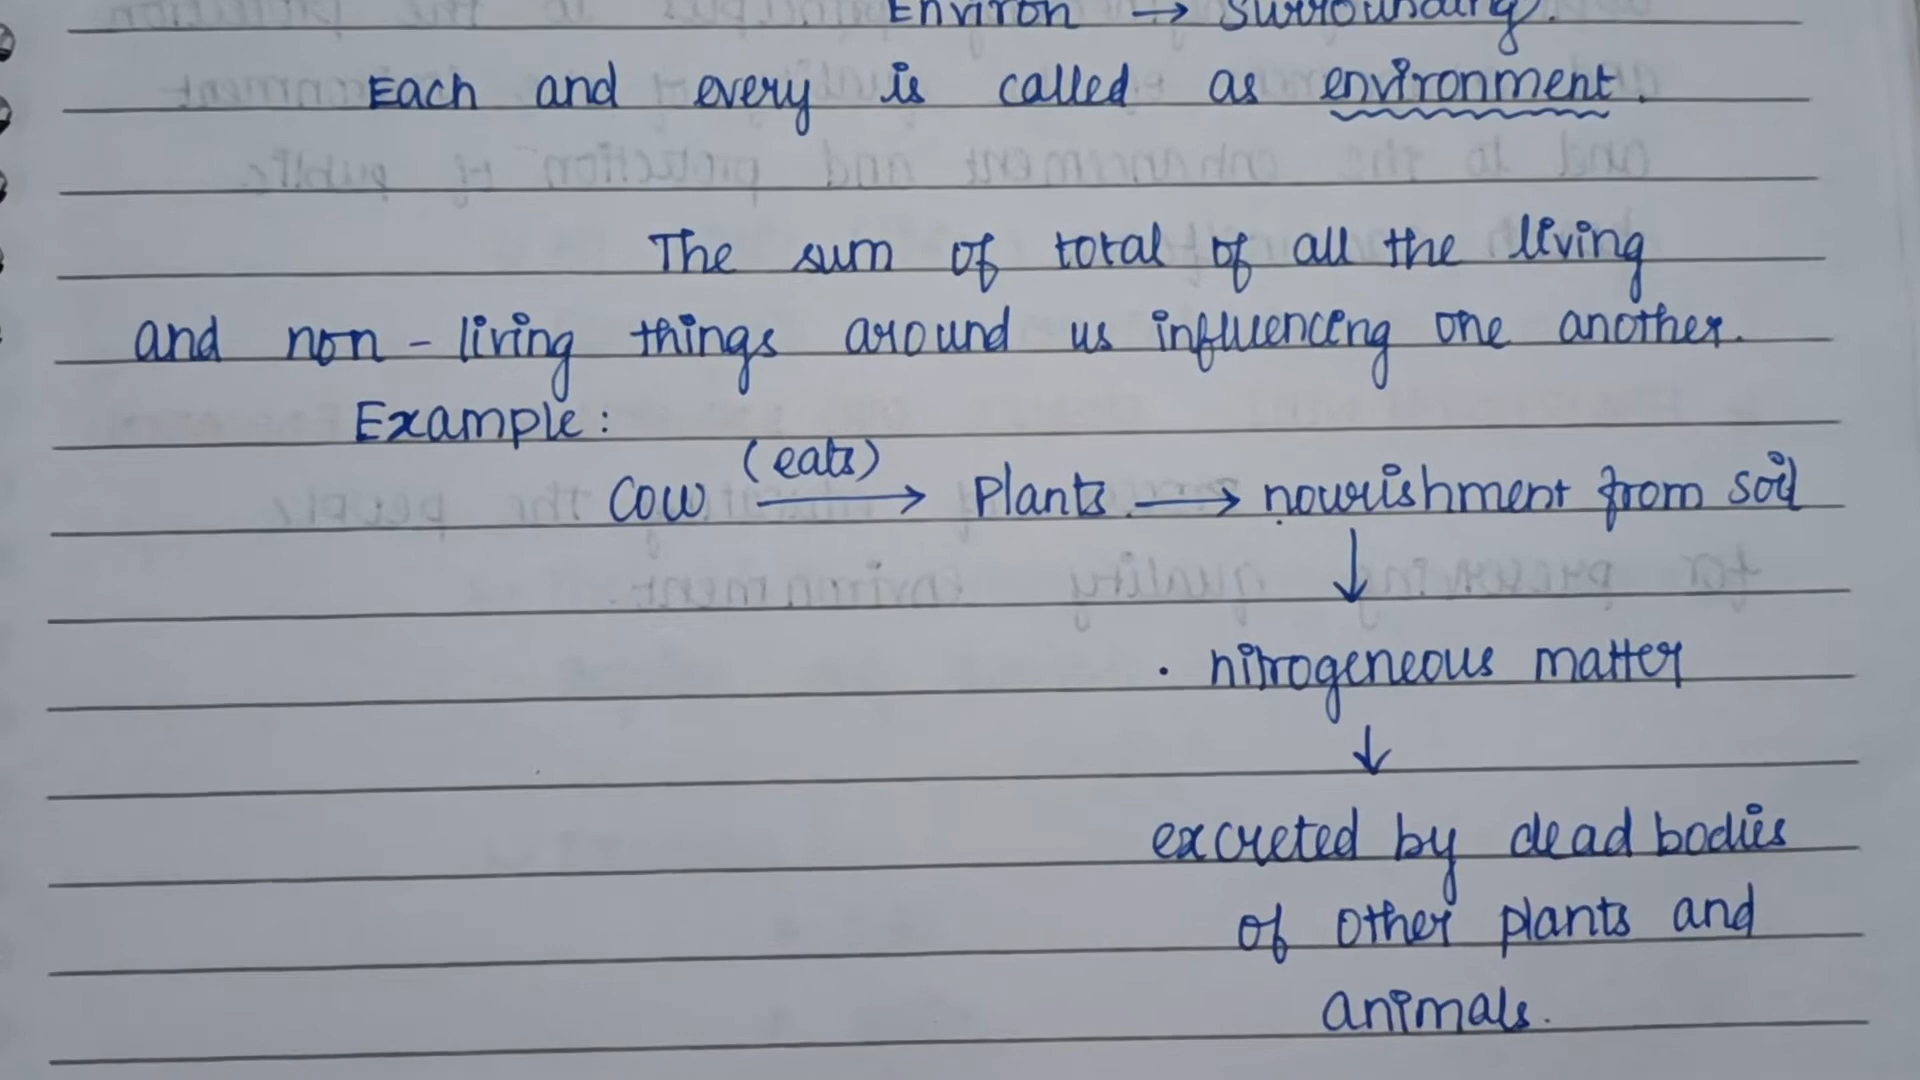 Environ → surrounding.
Each and every is called as environment.
The sum of total of all the living
and non-living things around us influencing one another.
Example:
(eats)
Cow → Plants → nourishment from soil
↓
nitrogeneous matter
↓
excreted by dead bodies
of other plants and
animals.